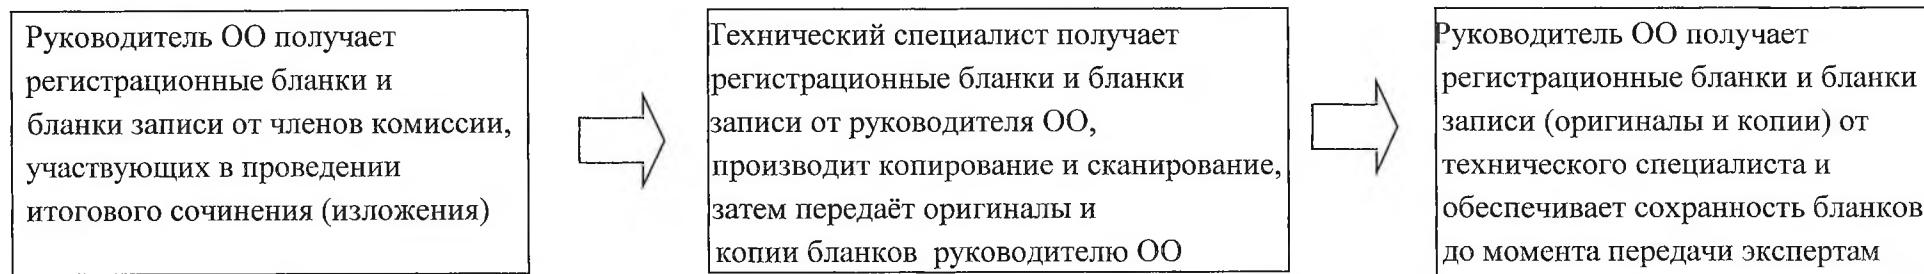 Руководитель ОО получает
регистрационные бланки и
бланки записи от членов комиссии,
участвующих в проведении
итогового сочинения (изложения)
Технический специалист получает
регистрационные бланки и бланки
записи от руководителя ОО,
производит копирование и сканирование,
затем передаёт оригиналы и
копии бланков руководителю ОО
Руководитель ОО получает
регистрационные бланки и бланки
записи (оригиналы и копии) от
технического специалиста и
обеспечивает сохранность бланков
до момента передачи экспертам